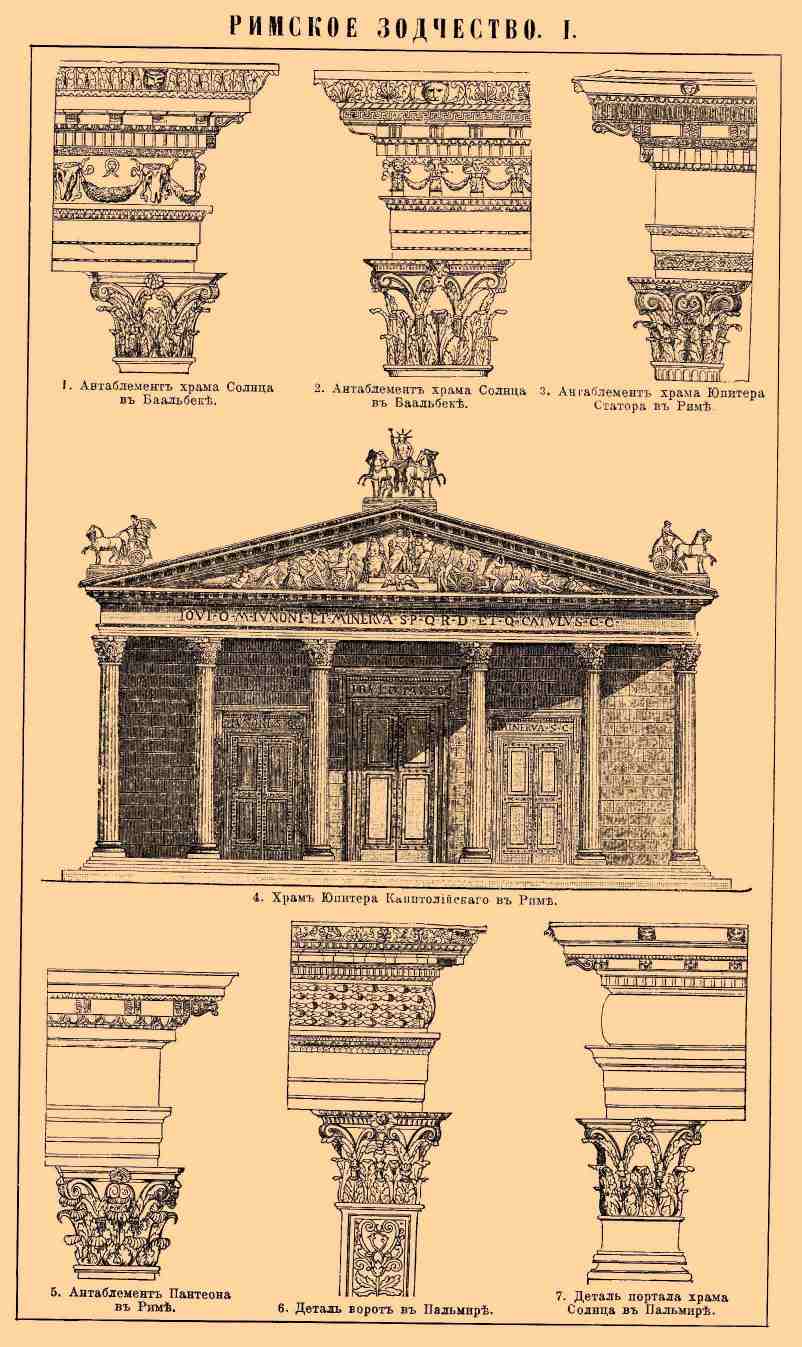 РИМСКОЕ ЗОДЧЕСТВО. I.
1. Антаблементъ храма Солнца
въ Баальбекѣ.
2. Антаблементъ храма Солнца
въ Баальбекѣ.
3. Антаблементъ храма Юпитера
Статора въ Римѣ.
IOVI·O·M·IVNONI·ET·MINERVA·S·P·Q·R·D·ET·Q·CATVLVS·C·C·
MINERVA·S·C·
4. Храмъ Юпитера Капитолійскаго въ Римѣ.
5. Антаблементъ Пантеона
въ Римѣ.
6. Деталь воротъ въ Пальмирѣ.
7. Деталь портала храма
Солнца въ Пальмирѣ.